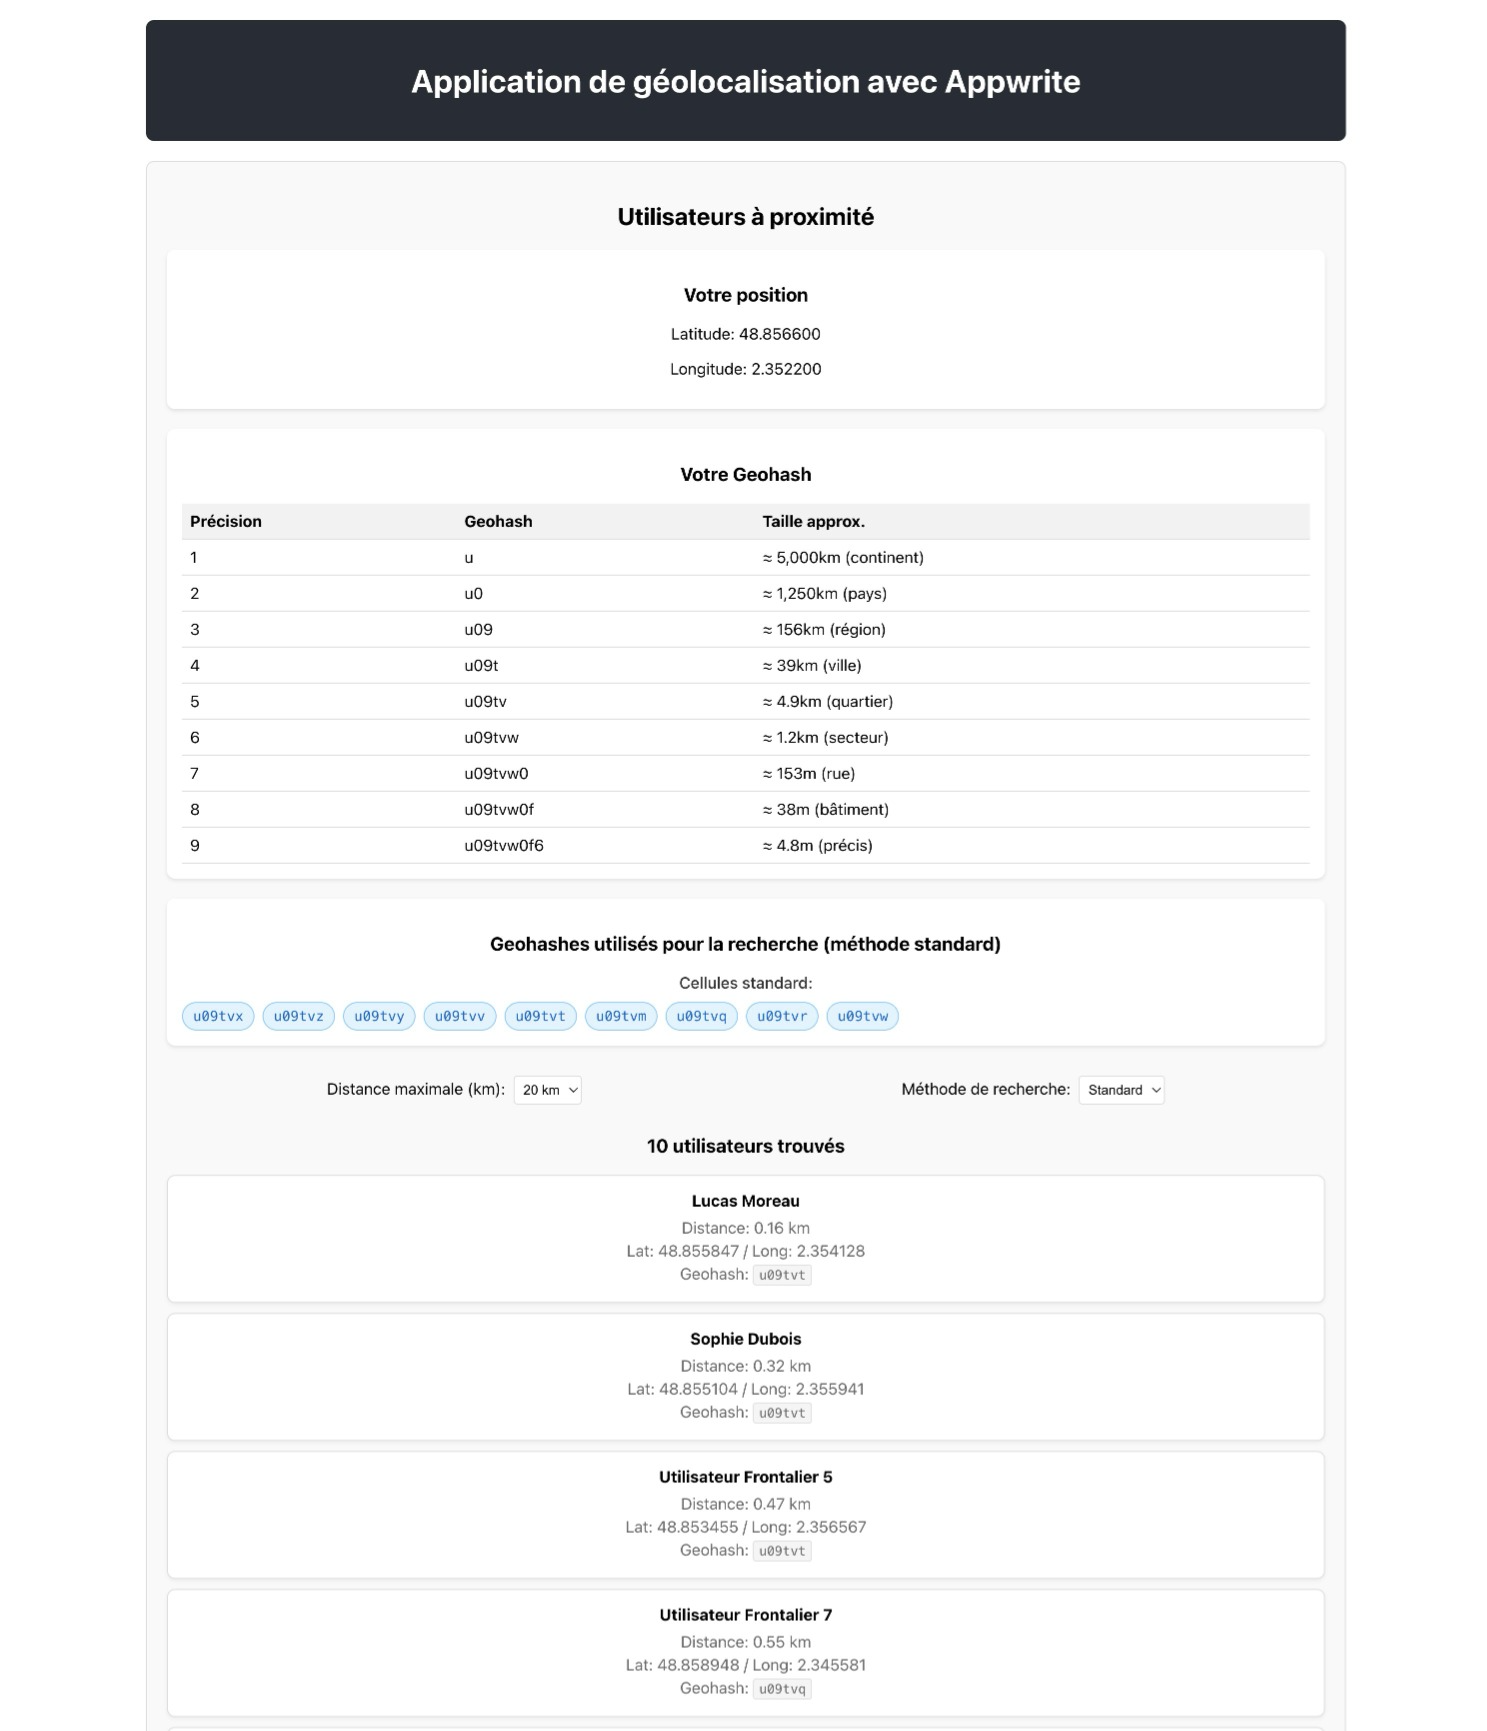 Application de géolocalisation avec Appwrite
Utilisateurs à proximité
Votre position
Latitude: 48.856600
Longitude: 2.352200
Votre Geohash
Précision Geohash Taille approx.
1 u ≈ 5,000km (continent)
2 u0 ≈ 1,250km (pays)
3 u09 ≈ 156km (région)
4 u09t ≈ 39km (ville)
5 u09tv ≈ 4.9km (quartier)
6 u09tvw ≈ 1.2km (secteur)
7 u09tvw0 ≈ 153m (rue)
8 u09tvw0f ≈ 38m (bâtiment)
9 u09tvw0f6 ≈ 4.8m (précis)
Geohashes utilisés pour la recherche (méthode standard)
Cellules standard:
u09tvx u09tvz u09tvy u09tvv u09tvt u09tvm u09tvq u09tvr u09tvw
Distance maximale (km): 20 km Méthode de recherche: Standard
10 utilisateurs trouvés
Lucas Moreau
Distance: 0.16 km
Lat: 48.855847 / Long: 2.354128
Geohash: u09tvt
Sophie Dubois
Distance: 0.32 km
Lat: 48.855104 / Long: 2.355941
Geohash: u09tvt
Utilisateur Frontalier 5
Distance: 0.47 km
Lat: 48.853455 / Long: 2.356567
Geohash: u09tvt
Utilisateur Frontalier 7
Distance: 0.55 km
Lat: 48.858948 / Long: 2.345581
Geohash: u09tvq